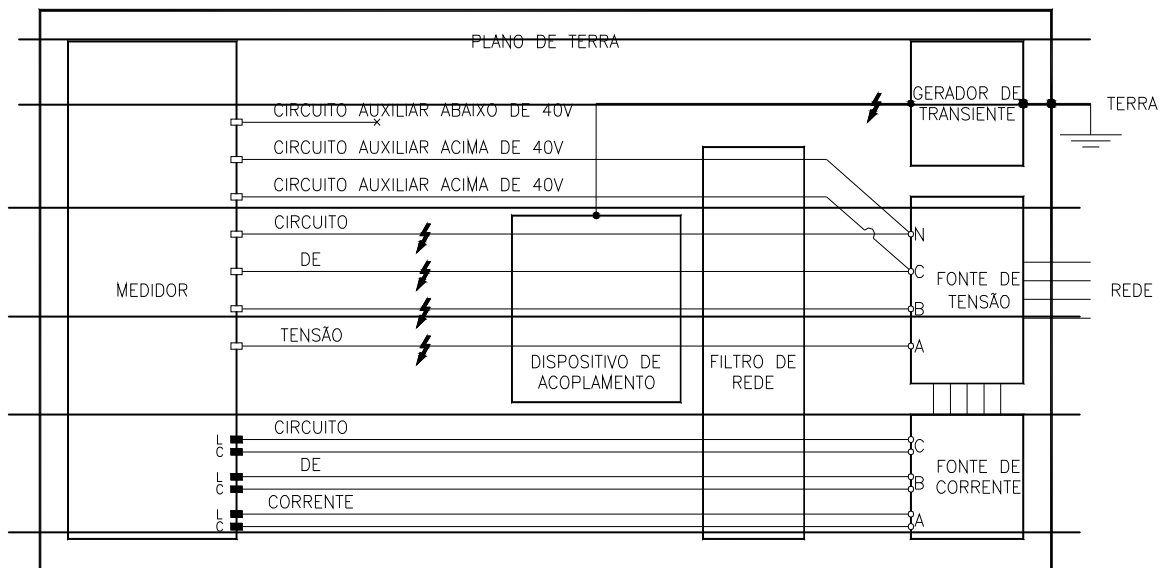 PLANO DE TERRA
GERADOR DE
TRANSIENTE
TERRA
CIRCUITO AUXILIAR ABAIXO DE 40V
CIRCUITO AUXILIAR ACIMA DE 40V
CIRCUITO AUXILIAR ACIMA DE 40V
CIRCUITO
N
DE
C
FONTE DE
TENSÃO
MEDIDOR
REDE
B
TENSÃO
A
DISPOSITIVO DE
ACOPLAMENTO
FILTRO DE
REDE
CIRCUITO
L
C
C
DE
L
C
B
FONTE DE
CORRENTE
CORRENTE
L
C
A